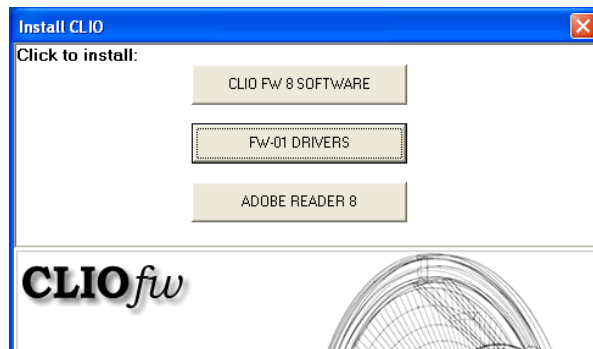 Install CLIO
Click to install:
CLIO FW 8 SOFTWARE
FW-01 DRIVERS
ADOBE READER 8
CLIOfw